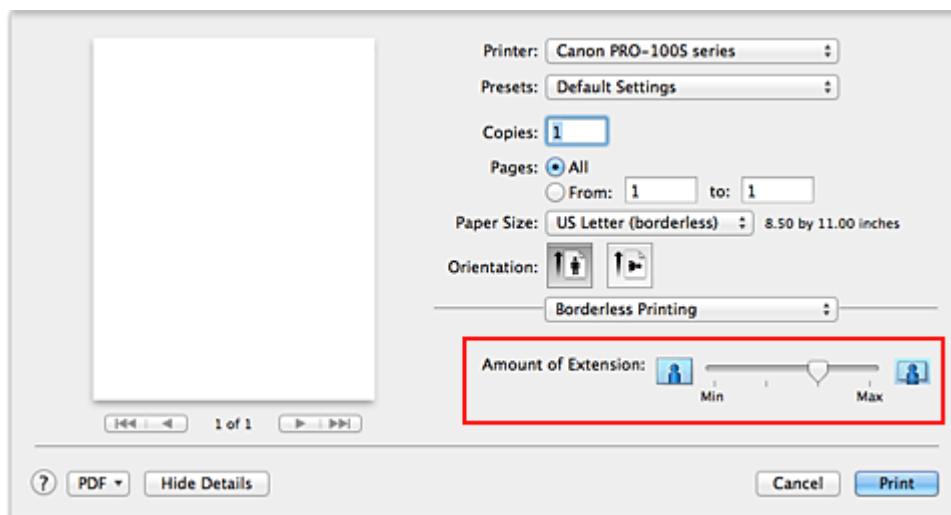 Printer: Canon PRO-100S series
Presets: Default Settings
Copies: 1
Pages: All
From: 1 to: 1
Paper Size: US Letter (borderless) 8.50 by 11.00 inches
Orientation:
Borderless Printing
Amount of Extension:
Min Max
1 of 1
? PDF Hide Details Cancel Print